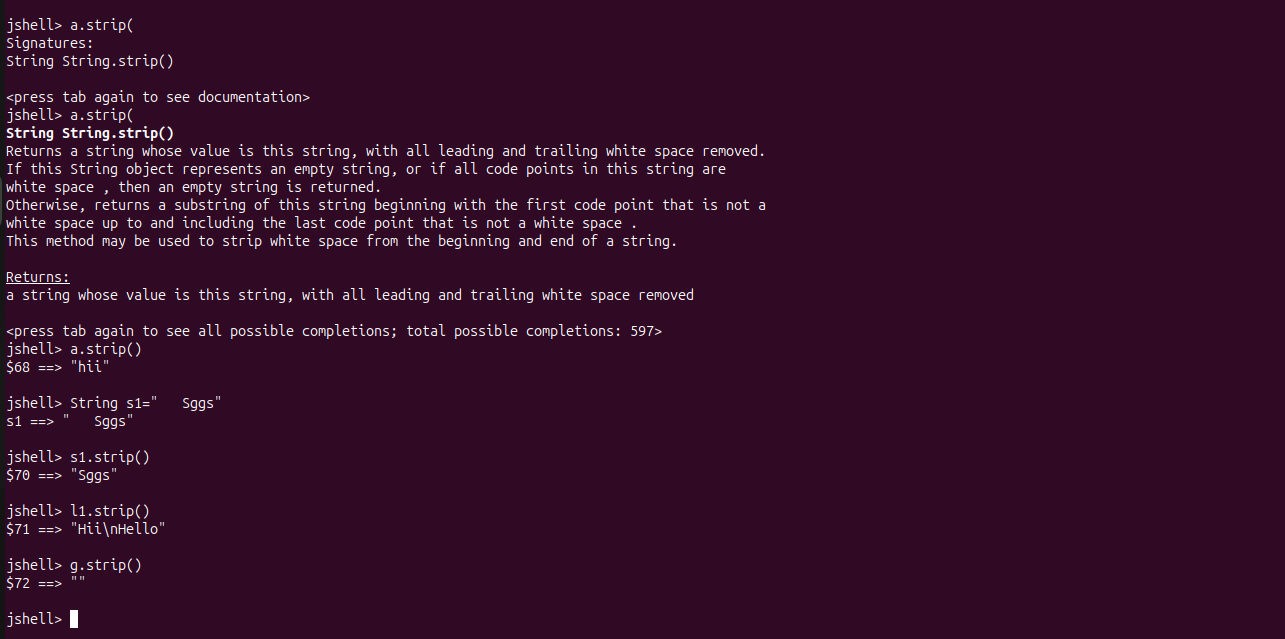 jshell> a.strip(
Signatures:
String String.strip()
<press tab again to see documentation>
jshell> a.strip(
String String.strip()
Returns a string whose value is this string, with all leading and trailing white space removed.
If this String object represents an empty string, or if all code points in this string are
white space , then an empty string is returned.
Otherwise, returns a substring of this string beginning with the first code point that is not a
white space up to and including the last code point that is not a white space .
This method may be used to strip white space from the beginning and end of a string.
Returns:
a string whose value is this string, with all leading and trailing white space removed
<press tab again to see all possible completions; total possible completions: 597>
jshell> a.strip()
$68 ==> "hii"
jshell> String s1="   Sggs"
s1 ==> "   Sggs"
jshell> s1.strip()
$70 ==> "Sggs"
jshell> l1.strip()
$71 ==> "Hii\nHello"
jshell> g.strip()
$72 ==> ""
jshell>